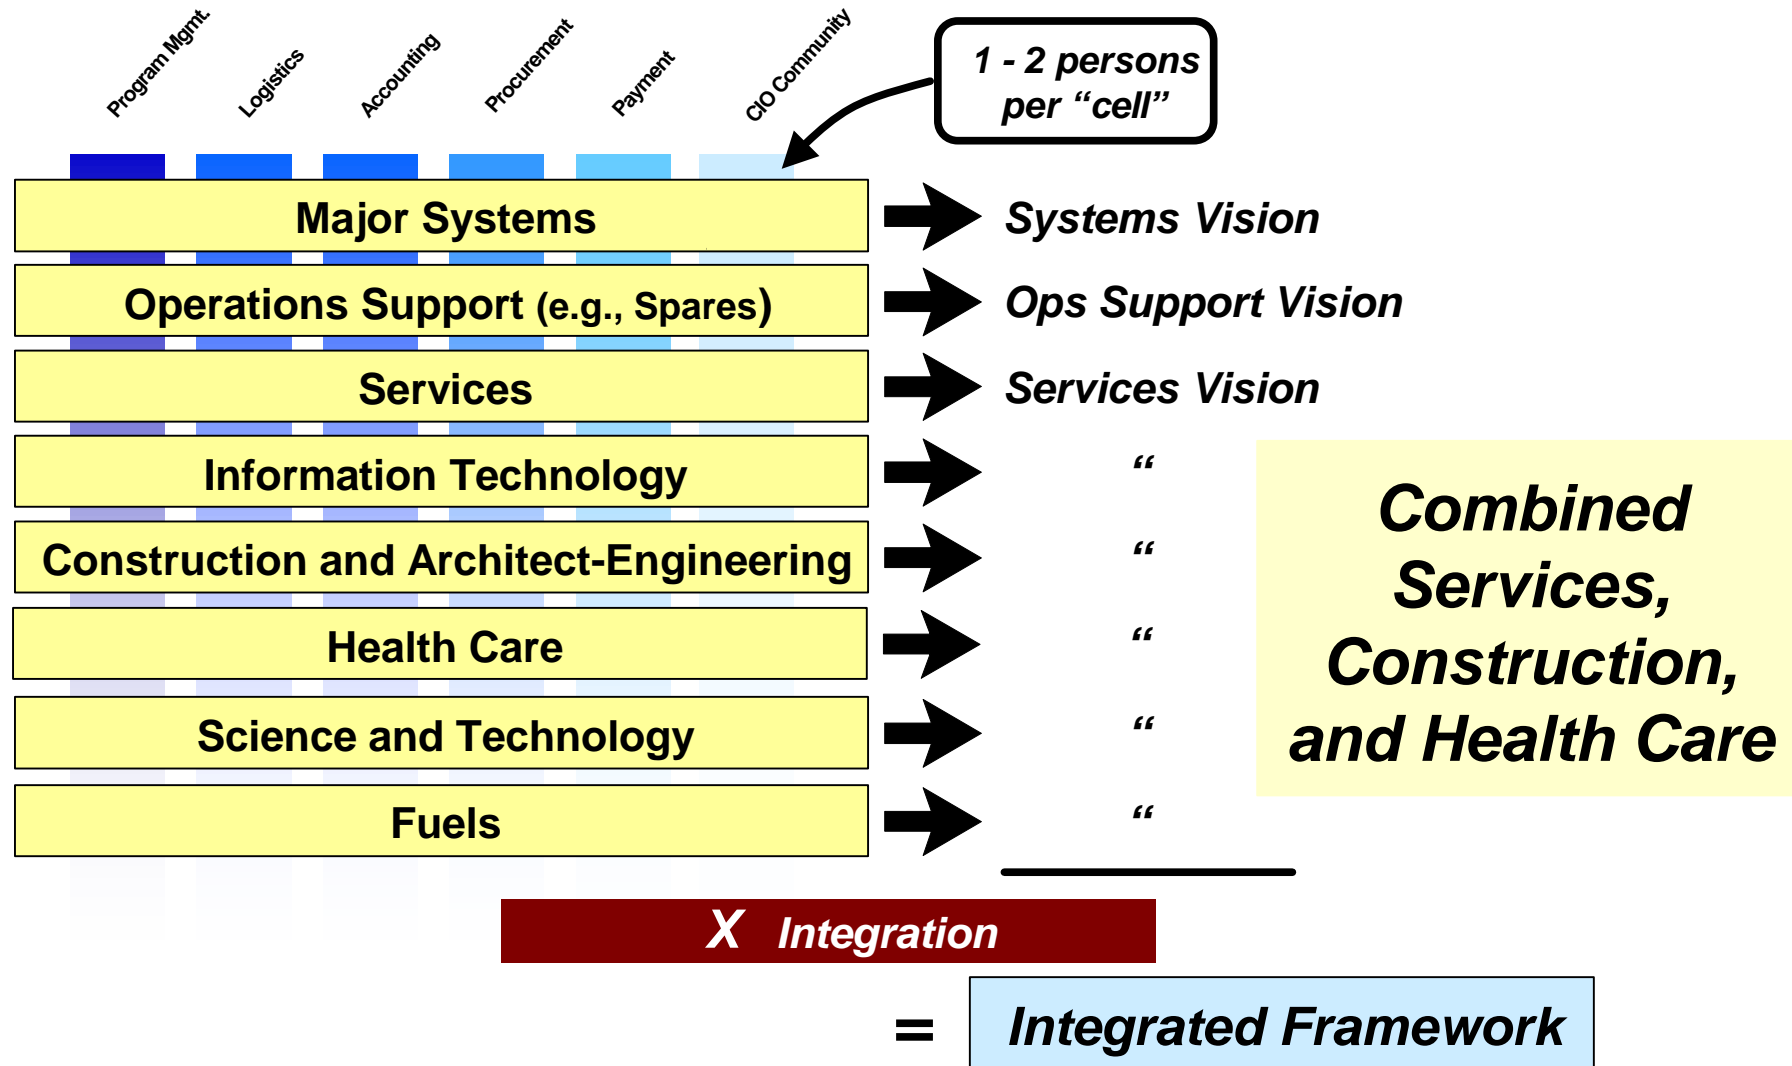 Program Mgmt.
Logistics
Accounting
Procurement
Payment
CIO Community
1 - 2 persons
per “cell”
Major Systems
Systems Vision
Operations Support (e.g., Spares)
Ops Support Vision
Services
Services Vision
Information Technology
“
Construction and Architect-Engineering
“
Health Care
“
Science and Technology
“
Fuels
“
Combined
Services,
Construction,
and Health Care
X Integration
= Integrated Framework